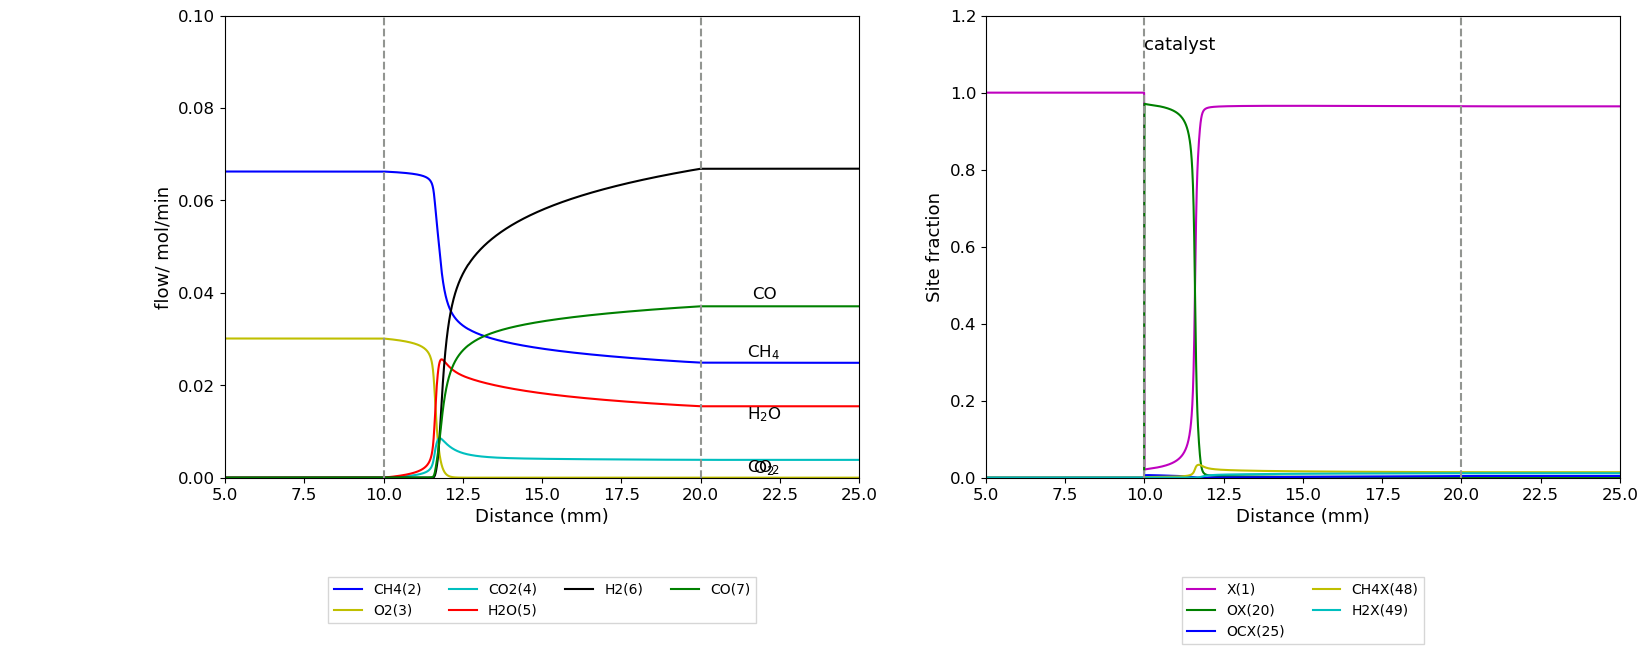 0.10
0.08
0.06
0.04
0.02
0.00
flow/ mol/min
CO
CH4
H2O
CO2
O2
5.0 7.5 10.0 12.5 15.0 17.5 20.0 22.5 25.0
Distance (mm)
CH4(2) CO2(4) H2(6) CO(7)
O2(3) H2O(5)
1.2
1.0
0.8
0.6
0.4
0.2
0.0
Site fraction
catalyst
5.0 7.5 10.0 12.5 15.0 17.5 20.0 22.5 25.0
Distance (mm)
X(1) CH4X(48)
OX(20) H2X(49)
OCX(25)